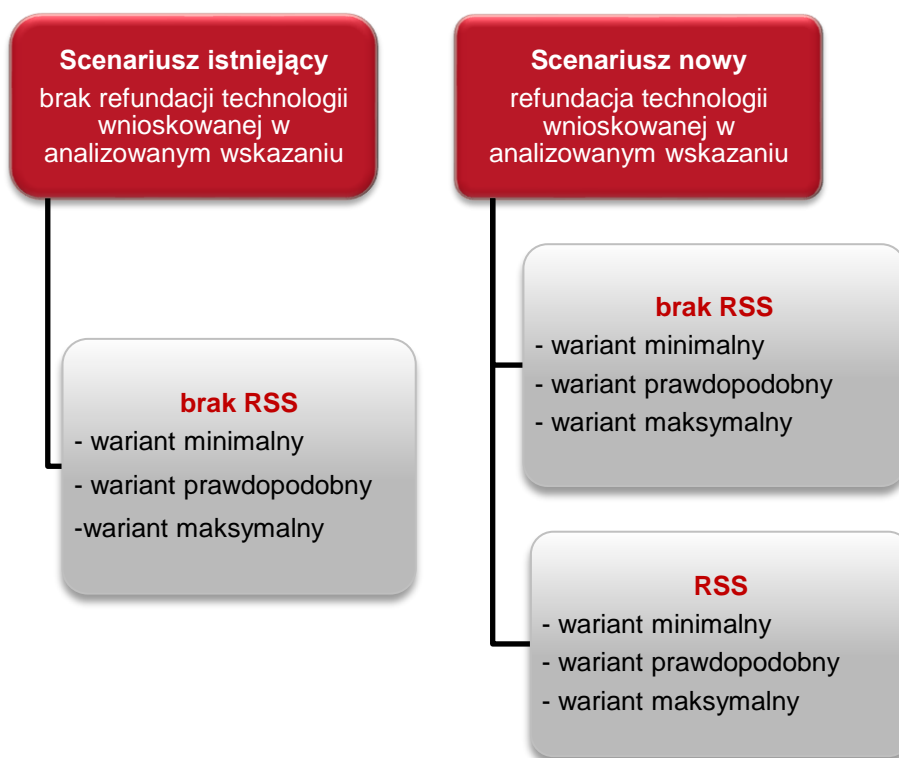 Scenariusz istniejący
brak refundacji technologii
wnioskowanej w
analizowanym wskazaniu
brak RSS
- wariant minimalny
- wariant prawdopodobny
-wariant maksymalny
Scenariusz nowy
refundacja technologii
wnioskowanej w
analizowanym wskazaniu
brak RSS
- wariant minimalny
- wariant prawdopodobny
- wariant maksymalny
RSS
- wariant minimalny
- wariant prawdopodobny
- wariant maksymalny